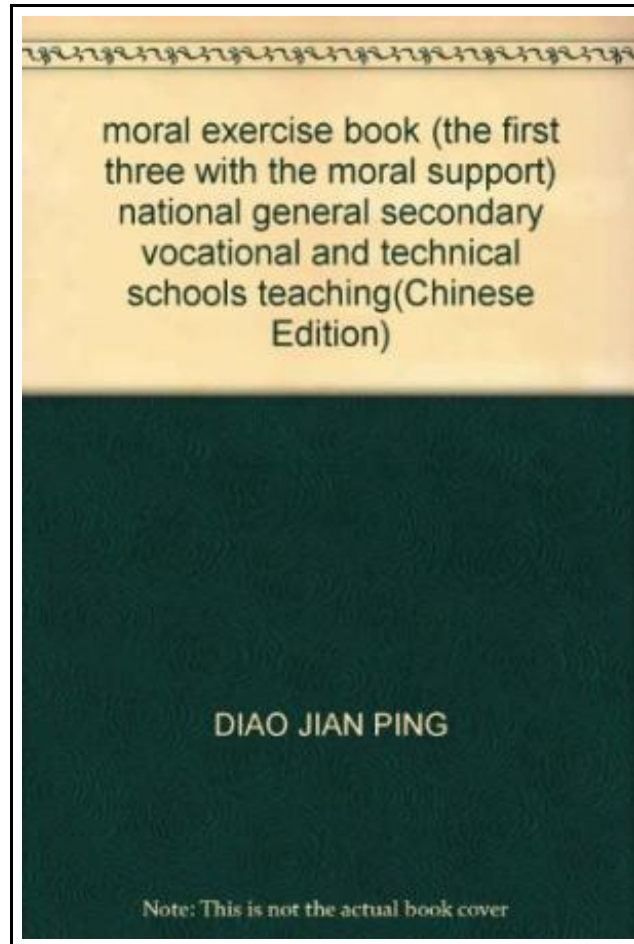 moral exercise book (the first
three with the moral support)
national general secondary
vocational and technical
schools teaching(Chinese
Edition)
DIAO JIAN PING
Note: This is not the actual book cover